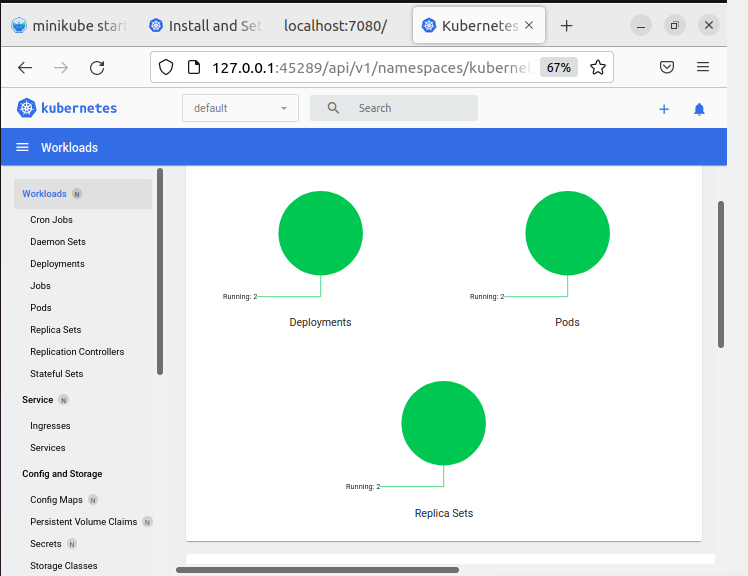 minikube start
Install and Set
localhost:7080/
Kubernetes
127.0.0.1:45289/api/v1/namespaces/kuberne
67%
kubernetes
default
Search
Workloads
Workloads N
Cron Jobs
Daemon Sets
Deployments
Jobs
Pods
Replica Sets
Replication Controllers
Stateful Sets
Service N
Ingresses
Services
Config and Storage
Config Maps N
Persistent Volume Claims N
Secrets N
Storage Classes
Running: 2
Deployments
Running: 2
Pods
Running: 2
Replica Sets